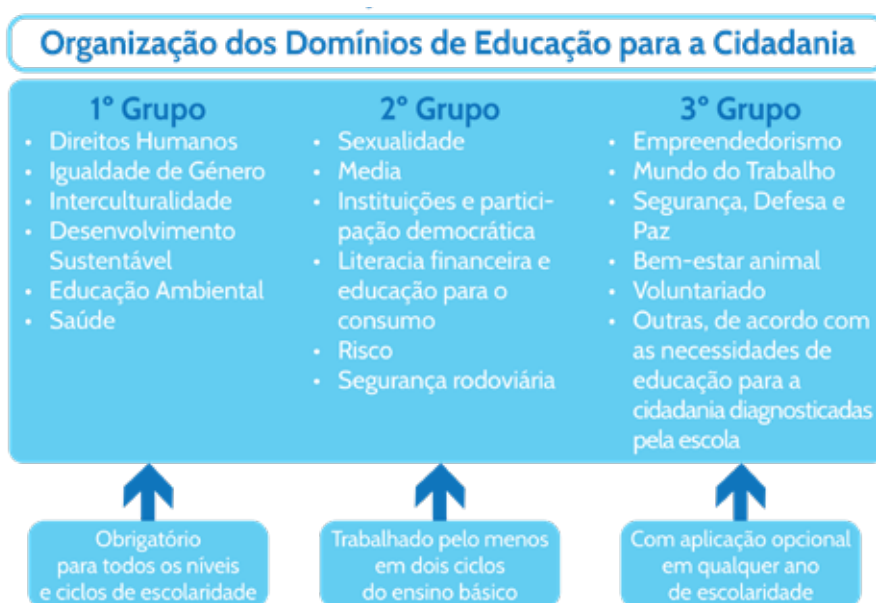 Organização dos Domínios de Educação para a Cidadania
1º Grupo
• Direitos Humanos
• Igualdade de Género
• Interculturalidade
• Desenvolvimento
Sustentável
• Educação Ambiental
• Saúde
2º Grupo
• Sexualidade
• Media
• Instituições e partici-
pação democrática
• Literacia financeira e
educação para o
consumo
• Risco
• Segurança rodoviária
3º Grupo
• Empreendedorismo
• Mundo do Trabalho
• Segurança, Defesa e
Paz
• Bem-estar animal
• Voluntariado
• Outras, de acordo com
as necessidades de
educação para a
cidadania diagnosticadas
pela escola
Obrigatório
para todos os níveis
e ciclos de escolaridade
Trabalhado pelo menos
em dois ciclos
do ensino básico
Com aplicação opcional
em qualquer ano
de escolaridade